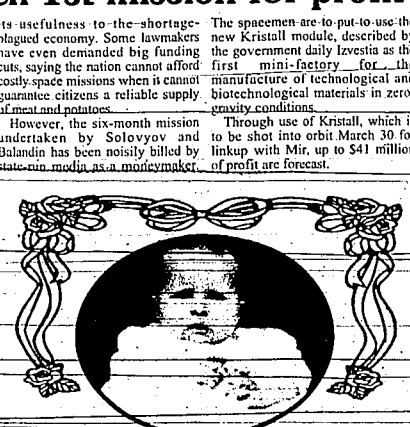 1st mission for profit
its usefulness to the shortage-
plagued economy. Some lawmakers
have even demanded big funding
cuts, saying the nation cannot afford
costly space missions when it cannot
guarantee citizens a reliable supply
of meat and potatoes.
However, the six-month mission
undertaken by Solovyov and
Balandin has been noisily billed by
state-run media as a moneymaker.
The spacemen are to put to use the
new Kristall module, described by
the government daily Izvestia as the
first mini-factory for the
manufacture of technological and
biotechnological materials in zero
gravity conditions.
Through use of Kristall, which is
to be shot into orbit March 30 for
linkup with Mir, up to $41 million
of profit are forecast.